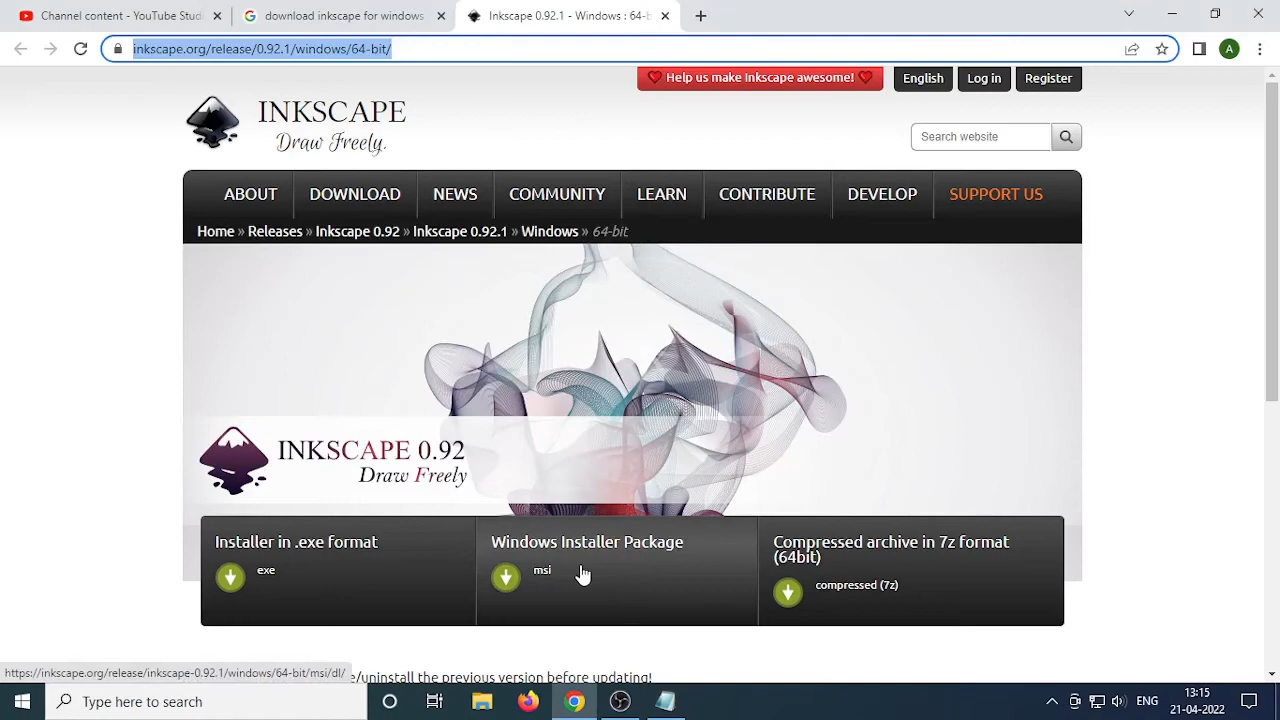 Channel content - YouTube Stud
download inkscape for windows
Inkscape 0.92.1 - Windows : 64-b
inkscape.org/release/0.92.1/windows/64-bit/
A
Help us make Inkscape awesome!
English
Log in
Register
INKSCAPE
Draw Freely.
Search website
ABOUT
DOWNLOAD
NEWS
COMMUNITY
LEARN
CONTRIBUTE
DEVELOP
SUPPORT US
Home » Releases » Inkscape 0.92 » Inkscape 0.92.1 » Windows » 64-bit
INKSCAPE 0.92
Draw Freely
Installer in .exe format
exe
Windows Installer Package
msi
Compressed archive in 7z format
(64bit)
compressed (7z)
https://inkscape.org/release/inkscape-0.92.1/windows/64-bit/msi/dl/
e/uninstall the previous version before updating!
Type here to search
ENG
13:15
21-04-2022